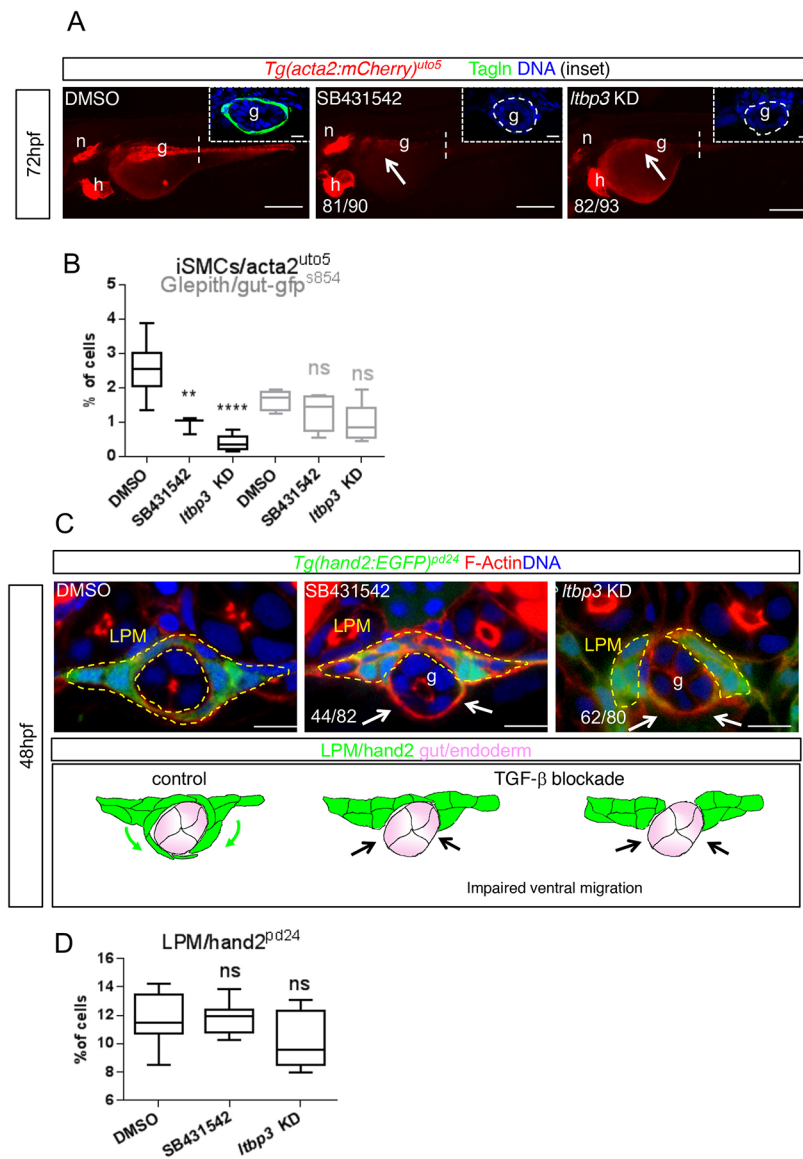 A
Tg(acta2:mCherry)uto5 Tagln DNA (inset)
72hpf
DMSO
g
n
g
h
SB431542
g
n
g
h
81/90
ltbp3 KD
g
n
g
h
82/93
B
iSMCs/acta2uto5
Glepith/gut-gfps854
% of cells
5
4
3
2
1
0
**
****
ns
ns
DMSO
SB431542
ltbp3 KD
DMSO
SB431542
ltbp3 KD
C
Tg(hand2:EGFP)pd24 F-ActinDNA
48hpf
DMSO
LPM
SB431542
LPM
g
44/82
ltbp3 KD
LPM
g
62/80
LPM/hand2 gut/endoderm
control
TGF-β blockade
Impaired ventral migration
D
LPM/hand2pd24
%of cells
16
14
12
10
8
6
ns
ns
DMSO
SB431542
ltbp3 KD